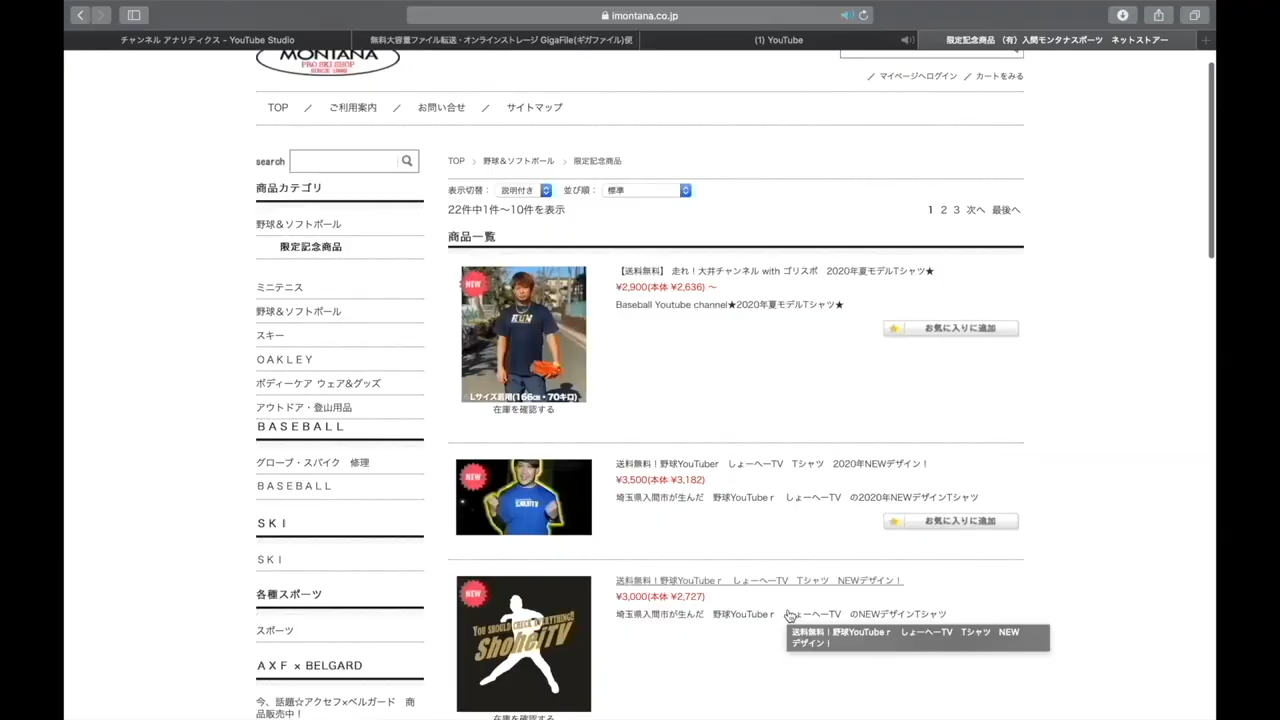 imontana.co.jp
チャンネル アナリティクス - YouTube Studio
無料大容量ファイル転送・オンラインストレージ GigaFile(ギガファイル)便
(1) YouTube
限定記念商品 （有）入間モンタナスポーツ ネットストアー
MONTANA
PRO SKI SHOP
／ マイページへログイン ／ カートをみる
TOP ／ ご利用案内 ／ お問い合せ ／ サイトマップ
search
商品カテゴリ
野球＆ソフトボール
限定記念商品
ミニテニス
野球＆ソフトボール
スキー
ＯＡＫＬＥＹ
ボディーケア ウェア&グッズ
アウトドア・登山用品
ＢＡＳＥＢＡＬＬ
グローブ・スパイク 修理
ＢＡＳＥＢＡＬＬ
ＳＫＩ
ＳＫＩ
各種スポーツ
スポーツ
ＡＸＦ × ＢＥＬＧＡＲＤ
今、話題☆アクセフ×ベルガード 商
品販売中！
TOP > 野球＆ソフトボール > 限定記念商品
表示切替： 説明付き 並び順： 標準
22件中1件〜10件を表示
1 2 3 次へ 最後へ
商品一覧
NEW
RUN
Lサイズ着用(166㎝・70キロ)
在庫を確認する
【送料無料】 走れ！大井チャンネル with ゴリスポ 2020年夏モデルTシャツ★
¥2,900(本体 ¥2,636) 〜
Baseball Youtube channel★2020年夏モデルTシャツ★
お気に入りに追加
NEW
SHOHEITV
送料無料！野球YouTuber しょーへーTV Tシャツ 2020年NEWデザイン！
¥3,500(本体 ¥3,182)
埼玉県入間市が生んだ 野球YouTubeｒ しょーへーTV の2020年NEWデザインTシャツ
お気に入りに追加
NEW
YOU SHOULD CHECK EVERYTHING!!
ShoheiTV
在庫を確認する
送料無料！野球YouTubeｒ しょーへーTV Tシャツ NEWデザイン！
¥3,000(本体 ¥2,727)
埼玉県入間市が生んだ 野球YouTubeｒ しょーへーTV のNEWデザインTシャツ
送料無料！野球YouTubeｒ しょーへーTV Tシャツ NEW
デザイン！